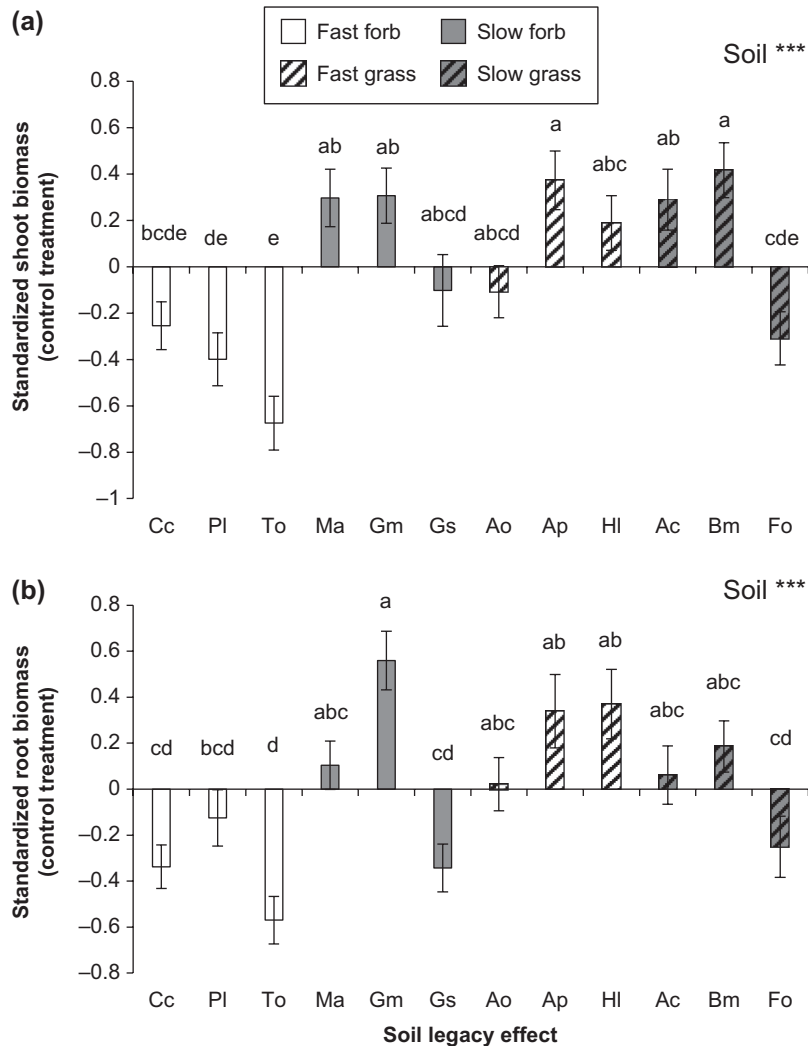 (a)
Fast forb Slow forb
Fast grass Slow grass
Soil ***
Standardized shoot biomass
(control treatment)
0.8
0.6
0.4
0.2
0
–0.2
–0.4
–0.6
–0.8
–1
bcde de e ab ab abcd abcd a abc ab a cde
Cc Pl To Ma Gm Gs Ao Ap Hl Ac Bm Fo
(b)
Soil ***
Standardized root biomass
(control treatment)
0.8
0.6
0.4
0.2
0
–0.2
–0.4
–0.6
–0.8
cd bcd d abc a cd abc ab ab abc abc cd
Cc Pl To Ma Gm Gs Ao Ap Hl Ac Bm Fo
Soil legacy effect